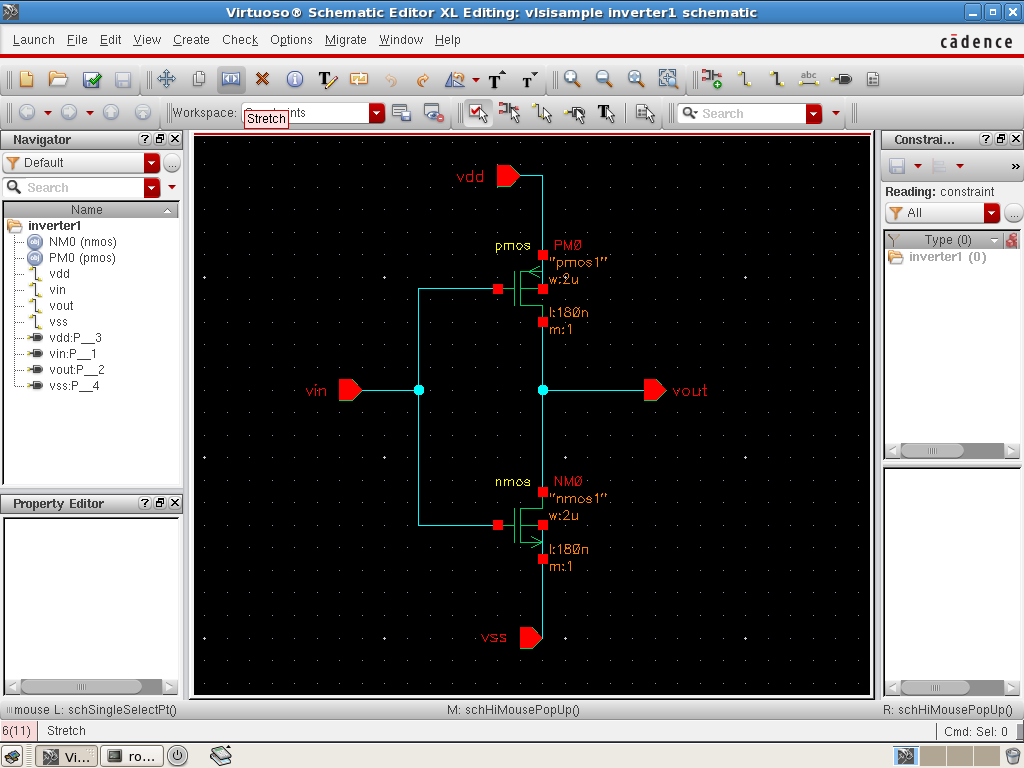 Virtuoso® Schematic Editor XL Editing: vlsisample inverter1 schematic
Launch File Edit View Create Check Options Migrate Window Help
cādence
abc
Workspace:
Stretch
nts
Search
Navigator
Default
Search
Name
inverter1
NM0 (nmos)
PM0 (pmos)
vdd
vin
vout
vss
vdd:P__3
vin:P__1
vout:P__2
vss:P__4
Property Editor
vdd
pmos PM0
"pmos1"
w:2u
l:180n
m:1
vin
vout
nmos NM0
"nmos1"
w:2u
l:180n
m:1
vss
Constrai...
»
Reading: constraint
All
Type (0)
inverter1 (0)
mouse L: schSingleSelectPt() M: schHiMousePopUp() R: schHiMousePopUp()
6(11) Stretch Cmd: Sel: 0
Vi... ro...